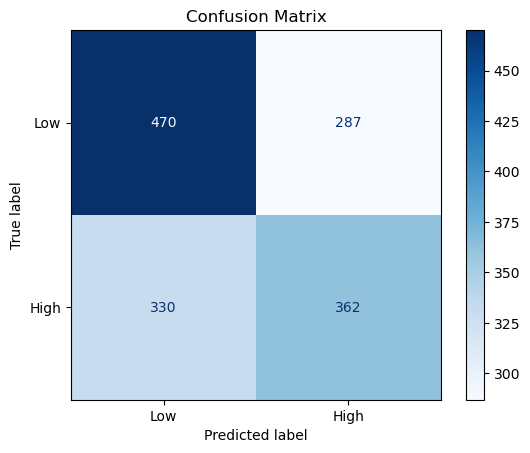 Confusion Matrix
True label
Low
470
287
High
330
362
Low
High
Predicted label
450
425
400
375
350
325
300